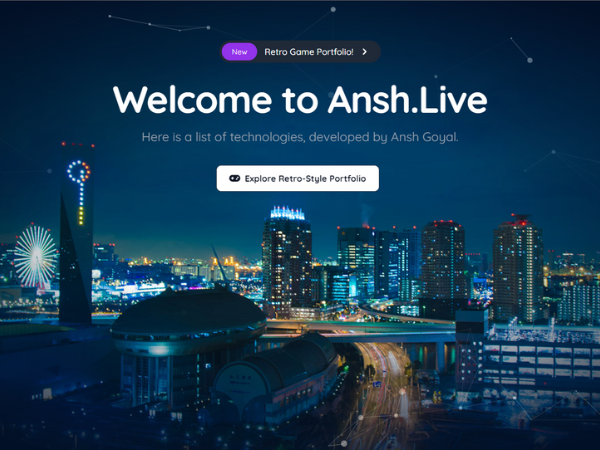 New Retro Game Portfolio!
Welcome to Ansh.Live
Here is a list of technologies, developed by Ansh Goyal.
Explore Retro-Style Portfolio